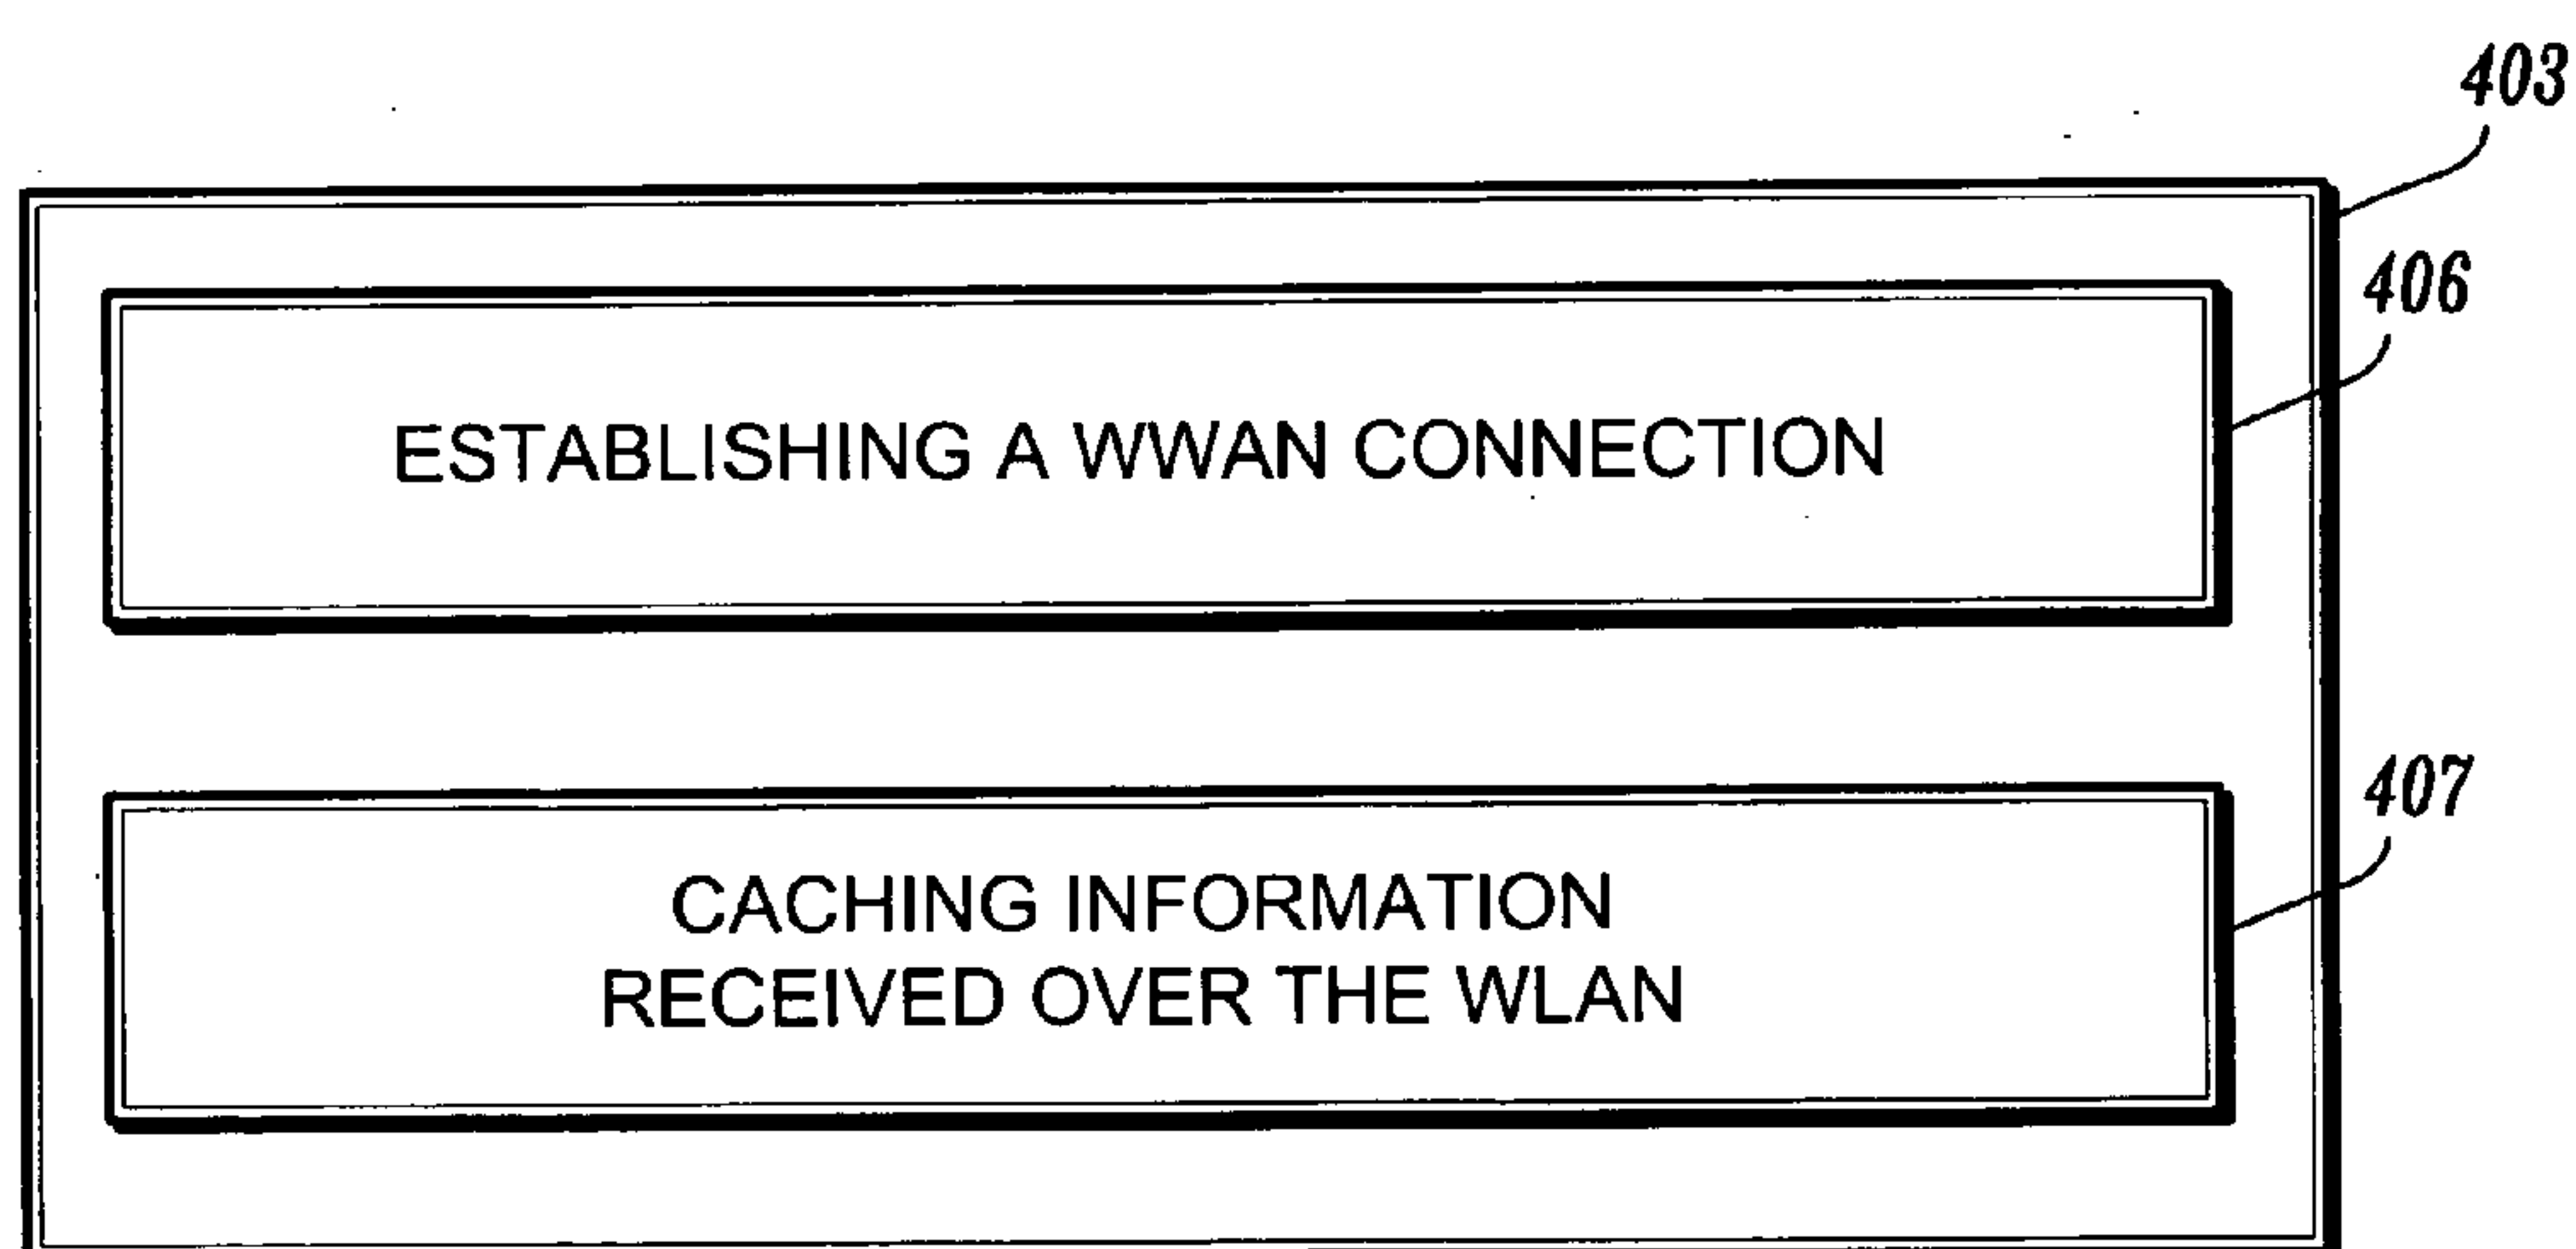 403
406
ESTABLISHING A WWAN CONNECTION
407
CACHING INFORMATION
RECEIVED OVER THE WLAN